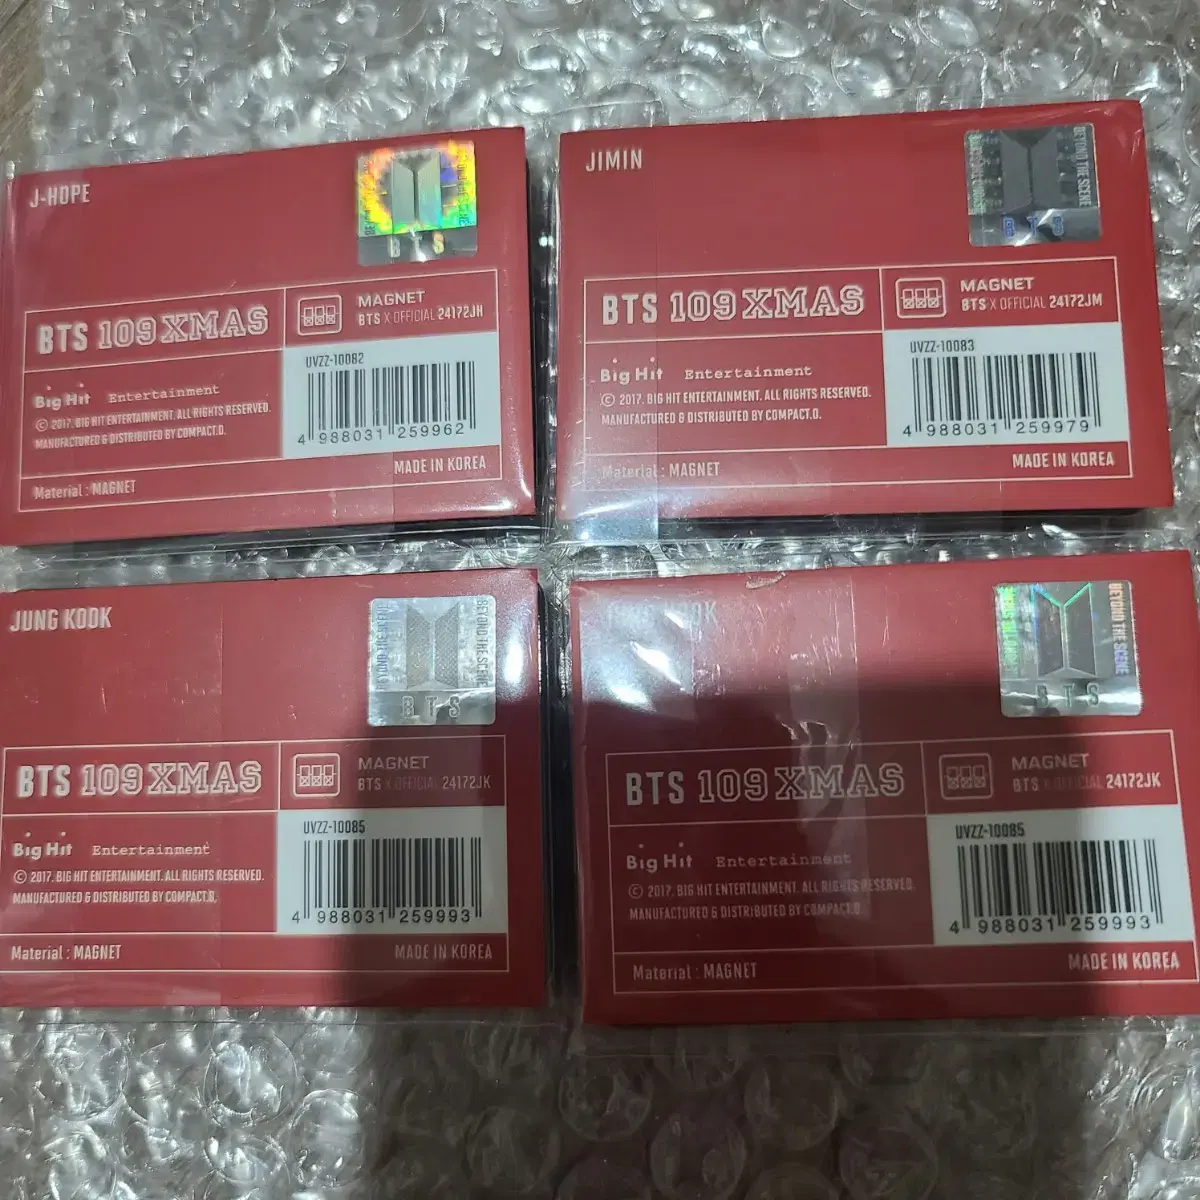 J-HOPE
BTS
BTS 109 XMAS
MAGNET
BTS X OFFICIAL 24172JH
UVZZ-10082
Big Hit Entertainment
© 2017. BIG HIT ENTERTAINMENT. ALL RIGHTS RESERVED.
MANUFACTURED & DISTRIBUTED BY COMPACT.D.
4 988031 259962
MADE IN KOREA
Material : MAGNET
JIMIN
BEYOND THE SCENE
BTS
BTS 109 XMAS
MAGNET
BTS X OFFICIAL 24172JM
UVZZ-10083
Big Hit Entertainment
© 2017. BIG HIT ENTERTAINMENT. ALL RIGHTS RESERVED.
MANUFACTURED & DISTRIBUTED BY COMPACT.D.
4 988031 259979
MADE IN KOREA
Material : MAGNET
JUNG KOOK
BEYOND THE SCENE
BTS
BTS 109 XMAS
MAGNET
BTS X OFFICIAL 24172JK
UVZZ-10085
Big Hit Entertainment
© 2017. BIG HIT ENTERTAINMENT. ALL RIGHTS RESERVED.
MANUFACTURED & DISTRIBUTED BY COMPACT.D.
4 988031 259993
Material : MAGNET
MADE IN KOREA
JUNG KOOK
BEYOND THE SCENE
BTS
BTS 109 XMAS
MAGNET
BTS X OFFICIAL 24172JK
UVZZ-10085
Big Hit Entertainment
© 2017. BIG HIT ENTERTAINMENT. ALL RIGHTS RESERVED.
MANUFACTURED & DISTRIBUTED BY COMPACT.D.
4 988031 259993
MADE IN KOREA
Material : MAGNET